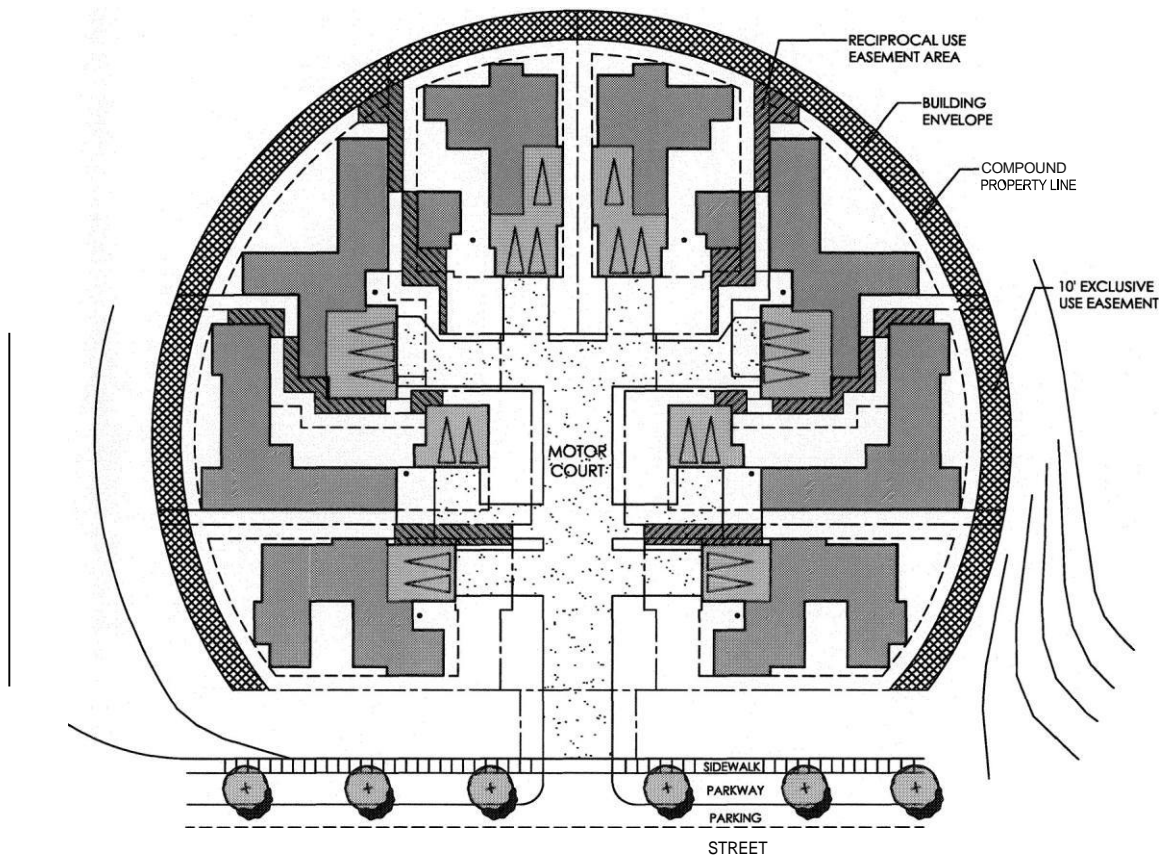 RECIPROCAL USE
EASEMENT AREA
BUILDING
ENVELOPE
COMPOUND
PROPERTY LINE
10' EXCLUSIVE
USE EASEMENT
MOTOR
COURT
SIDEWALK
PARKWAY
PARKING
STREET